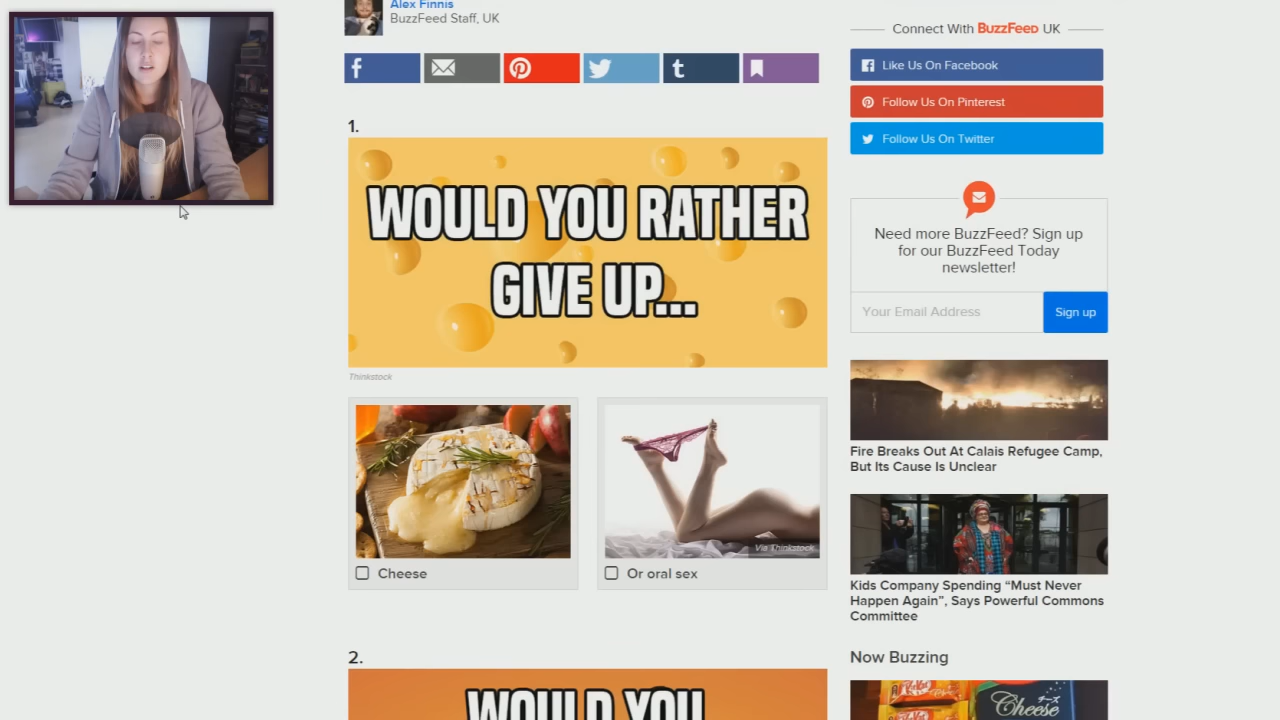 Alex Finnis
BuzzFeed Staff, UK
1.
WOULD YOU RATHER
GIVE UP...
Thinkstock
Via Thinkstock
Cheese
Or oral sex
2.
WOULD YOU
Connect With BuzzFeed UK
Like Us On Facebook
Follow Us On Pinterest
Follow Us On Twitter
Need more BuzzFeed? Sign up
for our BuzzFeed Today
newsletter!
Your Email Address
Sign up
Fire Breaks Out At Calais Refugee Camp,
But Its Cause Is Unclear
Kids Company Spending “Must Never
Happen Again”, Says Powerful Commons
Committee
Now Buzzing
Cheese